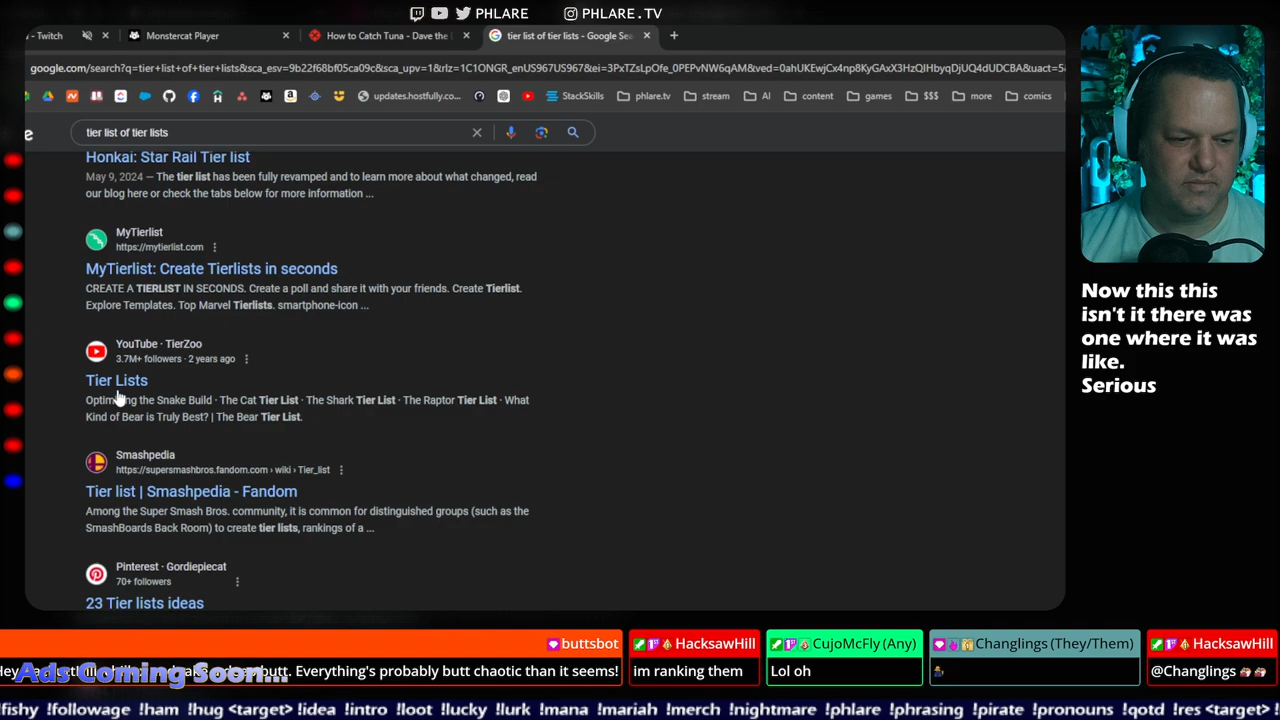 PHLARE PHLARE.TV
- Twitch Monstercat Player How to Catch Tuna - Dave the tier list of tier lists - Google Sea
google.com/search?q=tier+list+of+tier+lists&sca_esv=9b22f68bf05ca09c&sca_upv=1&rlz=1C1ONGR_enUS967US967&ei=3PxTZsLpOfe_0PEPvNW6qAM&ved=0ahUKEwjCx4np8KyGAxX3HzQIHbyqDjUQ4dUDCBA&uact=5
updates.hostfully.co... StackSkills phlare.tv stream AI content games $$$ more comics
e tier list of tier lists
Honkai: Star Rail Tier list
May 9, 2024 — The tier list has been fully revamped and to learn more about what changed, read
our blog here or check the tabs below for more information ...
MyTierlist
https://mytierlist.com
MyTierlist: Create Tierlists in seconds
CREATE A TIERLIST IN SECONDS. Create a poll and share it with your friends. Create Tierlist.
Explore Templates. Top Marvel Tierlists. smartphone-icon ...
YouTube · TierZoo
3.7M+ followers · 2 years ago
Tier Lists
Optimizing the Snake Build · The Cat Tier List · The Shark Tier List · The Raptor Tier List · What
Kind of Bear is Truly Best? | The Bear Tier List.
Smashpedia
https://supersmashbros.fandom.com › wiki › Tier_list
Tier list | Smashpedia - Fandom
Among the Super Smash Bros. community, it is common for distinguished groups (such as the
SmashBoards Back Room) to create tier lists, rankings of a ...
Pinterest · Gordiepiecat
70+ followers
23 Tier lists ideas
Now this this
isn't it there was
one where it was
like.
Serious
buttsbot HacksawHill CujoMcFly (Any) Changlings (They/Them) HacksawHill
butt. Everything's probably butt chaotic than it seems! im ranking them Lol oh @Changlings
Ads Coming Soon...
!fishy !followage !ham !hug <target> !idea !intro !loot !lucky !lurk !mana !mariah !merch !nightmare !phlare !phrasing !pirate !pronouns !qotd !res <target>